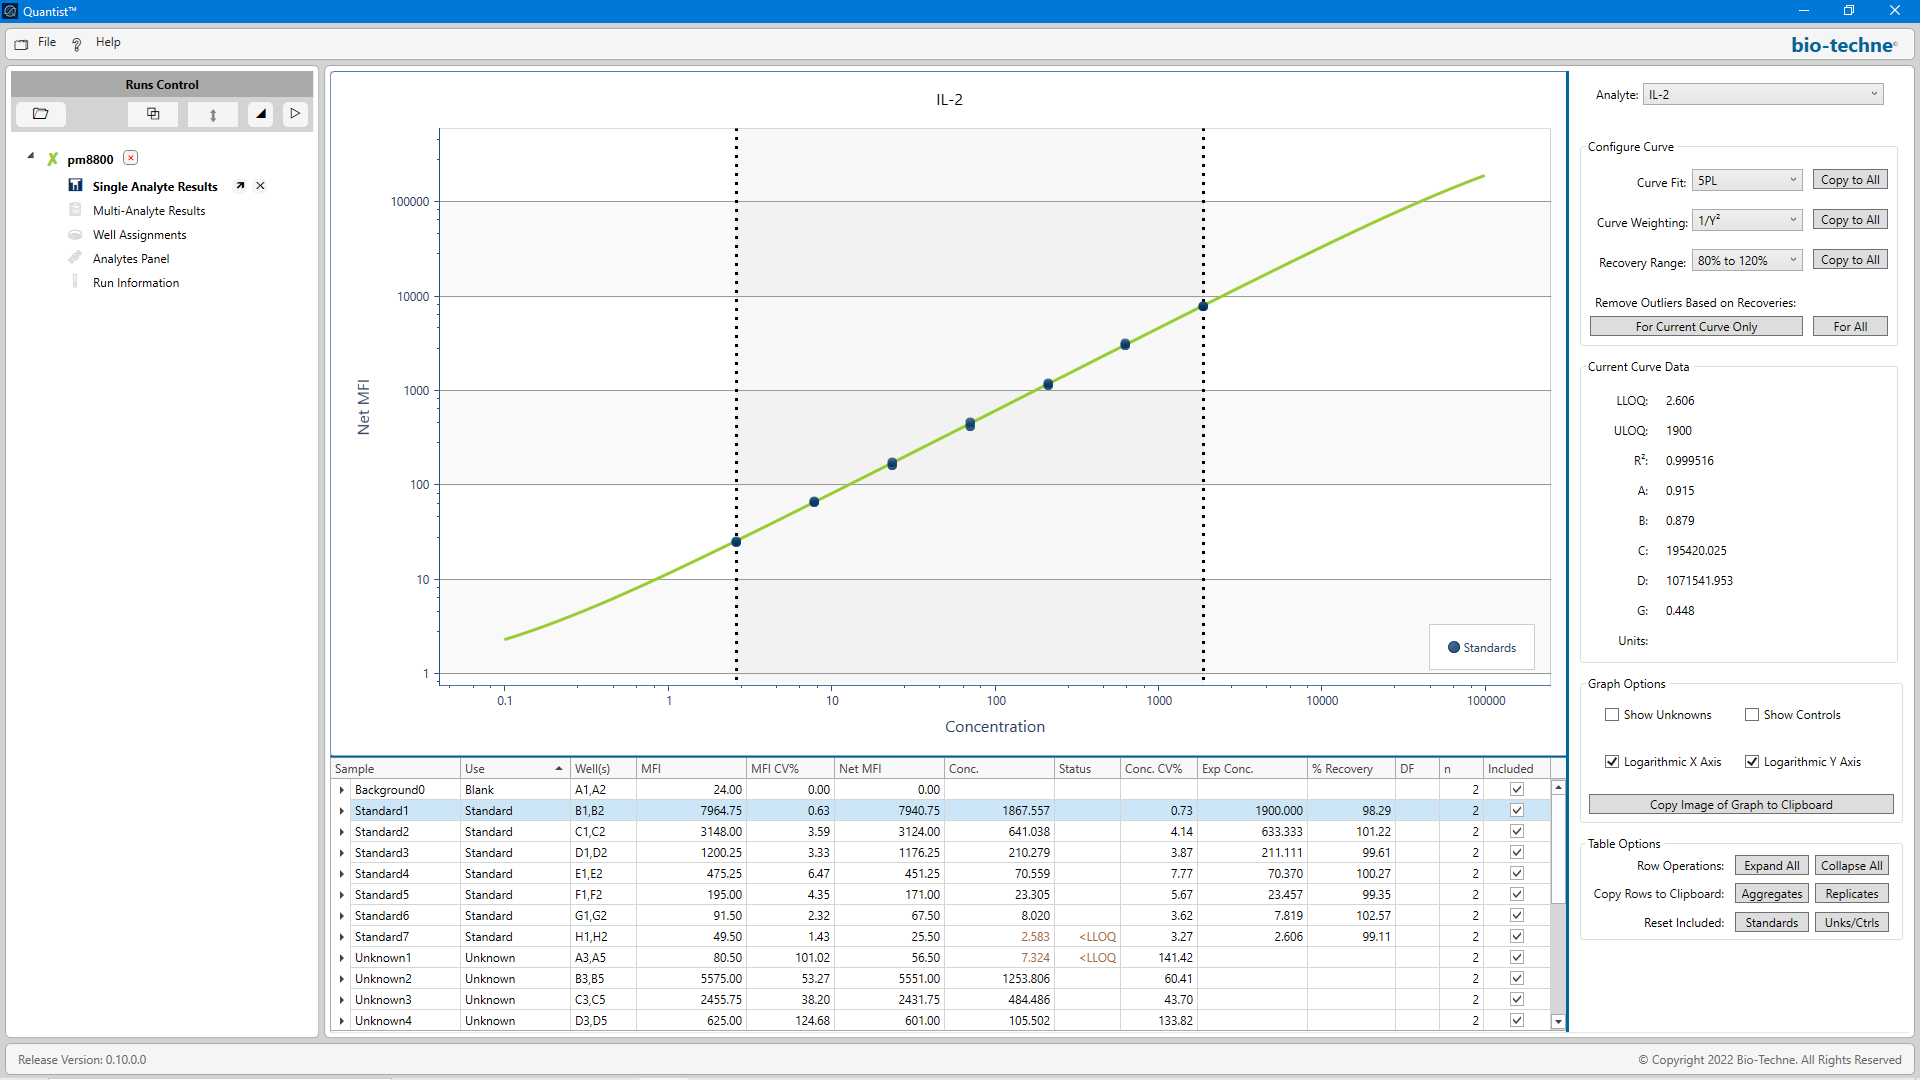 Quantist™
File Help
bio-techne
Runs Control
pm8800
Single Analyte Results
Multi-Analyte Results
Well Assignments
Analytes Panel
Run Information
IL-2
100000
10000
1000
100
10
1
Net MFI
0.1 1 10 100 1000 10000 100000
Concentration
Standards
Sample Use Well(s) MFI MFI CV% Net MFI Conc. Status Conc. CV% Exp Conc. % Recovery DF n Included
Background0 Blank A1,A2 24.00 0.00 0.00 2
Standard1 Standard B1,B2 7964.75 0.63 7940.75 1867.557 0.73 1900.000 98.29 2
Standard2 Standard C1,C2 3148.00 3.59 3124.00 641.038 4.14 633.333 101.22 2
Standard3 Standard D1,D2 1200.25 3.33 1176.25 210.279 3.87 211.111 99.61 2
Standard4 Standard E1,E2 475.25 6.47 451.25 70.559 7.77 70.370 100.27 2
Standard5 Standard F1,F2 195.00 4.35 171.00 23.305 5.67 23.457 99.35 2
Standard6 Standard G1,G2 91.50 2.32 67.50 8.020 3.62 7.819 102.57 2
Standard7 Standard H1,H2 49.50 1.43 25.50 2.583 <LLOQ 3.27 2.606 99.11 2
Unknown1 Unknown A3,A5 80.50 101.02 56.50 7.324 <LLOQ 141.42 2
Unknown2 Unknown B3,B5 5575.00 53.27 5551.00 1253.806 60.41 2
Unknown3 Unknown C3,C5 2455.75 38.20 2431.75 484.486 43.70 2
Unknown4 Unknown D3,D5 625.00 124.68 601.00 105.502 133.82 2
Analyte: IL-2
Configure Curve
Curve Fit: 5PL Copy to All
Curve Weighting: 1/Y² Copy to All
Recovery Range: 80% to 120% Copy to All
Remove Outliers Based on Recoveries:
For Current Curve Only For All
Current Curve Data
LLOQ: 2.606
ULOQ: 1900
R²: 0.999516
A: 0.915
B: 0.879
C: 195420.025
D: 1071541.953
G: 0.448
Units:
Graph Options
Show Unknowns Show Controls
Logarithmic X Axis Logarithmic Y Axis
Copy Image of Graph to Clipboard
Table Options
Row Operations: Expand All Collapse All
Copy Rows to Clipboard: Aggregates Replicates
Reset Included: Standards Unks/Ctrls
Release Version: 0.10.0.0
© Copyright 2022 Bio-Techne. All Rights Reserved